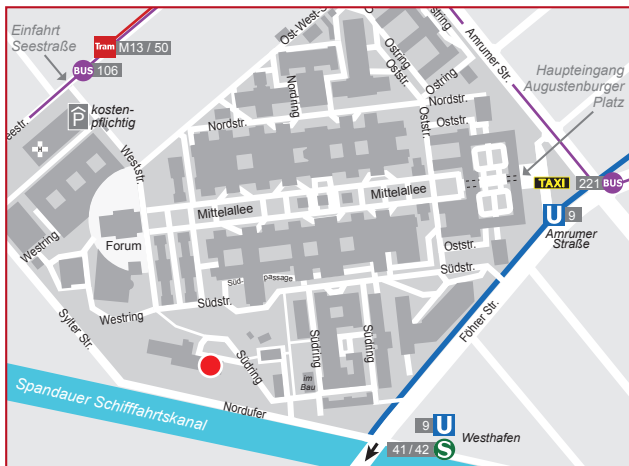 Einfahrt
Seestraße
Tram M13 / 50
BUS 106
Seestr.
P
kosten-
pflichtig
Weststr.
Ost-West-S
Nordring
Nordstr.
Ostring
Oststr.
Ostring
Amrumer Str.
Haupteingang
Augustenburger
Platz
Nordstr.
Oststr.
Oststr.
TAXI
221 BUS
U 9
Amrumer
Straße
Mittelallee
Mittelallee
Forum
Westring
Westring
Oststr.
Südstr.
Süd-
passage
Südstr.
Südring
Südring
Südring
im
Bau
Sylter Str.
Föhrer Str.
Nordufer
Spandauer Schifffahrtskanal
9 U
41 / 42 S
Westhafen